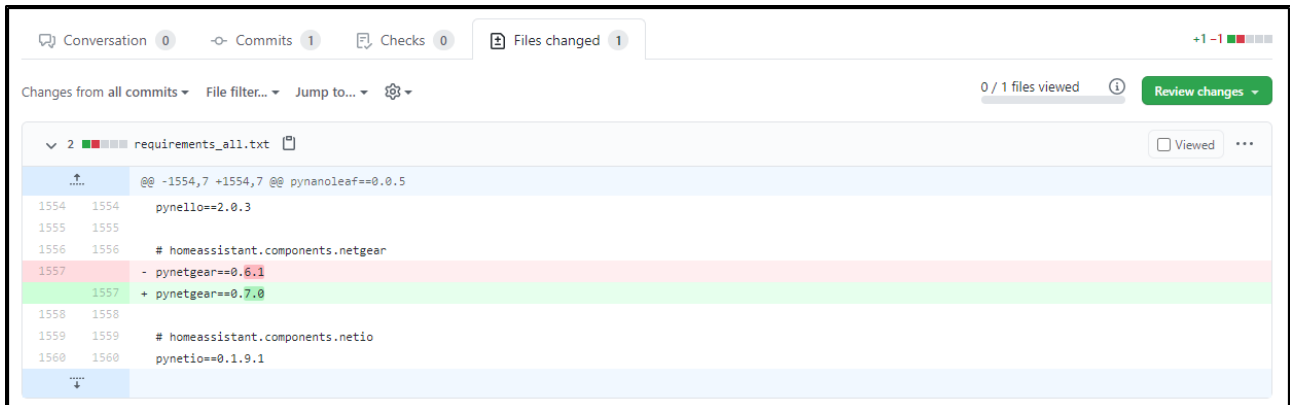 Conversation 0 Commits 1 Checks 0 Files changed 1 +1 −1
Changes from all commits File filter... Jump to... 0 / 1 files viewed Review changes
2 requirements_all.txt Viewed
@@ -1554,7 +1554,7 @@ pynanoleaf==0.0.5
1554 1554 pynello==2.0.3
1555 1555
1556 1556 # homeassistant.components.netgear
1557 - pynetgear==0.6.1
1557 + pynetgear==0.7.0
1558 1558
1559 1559 # homeassistant.components.netio
1560 1560 pynetio==0.1.9.1